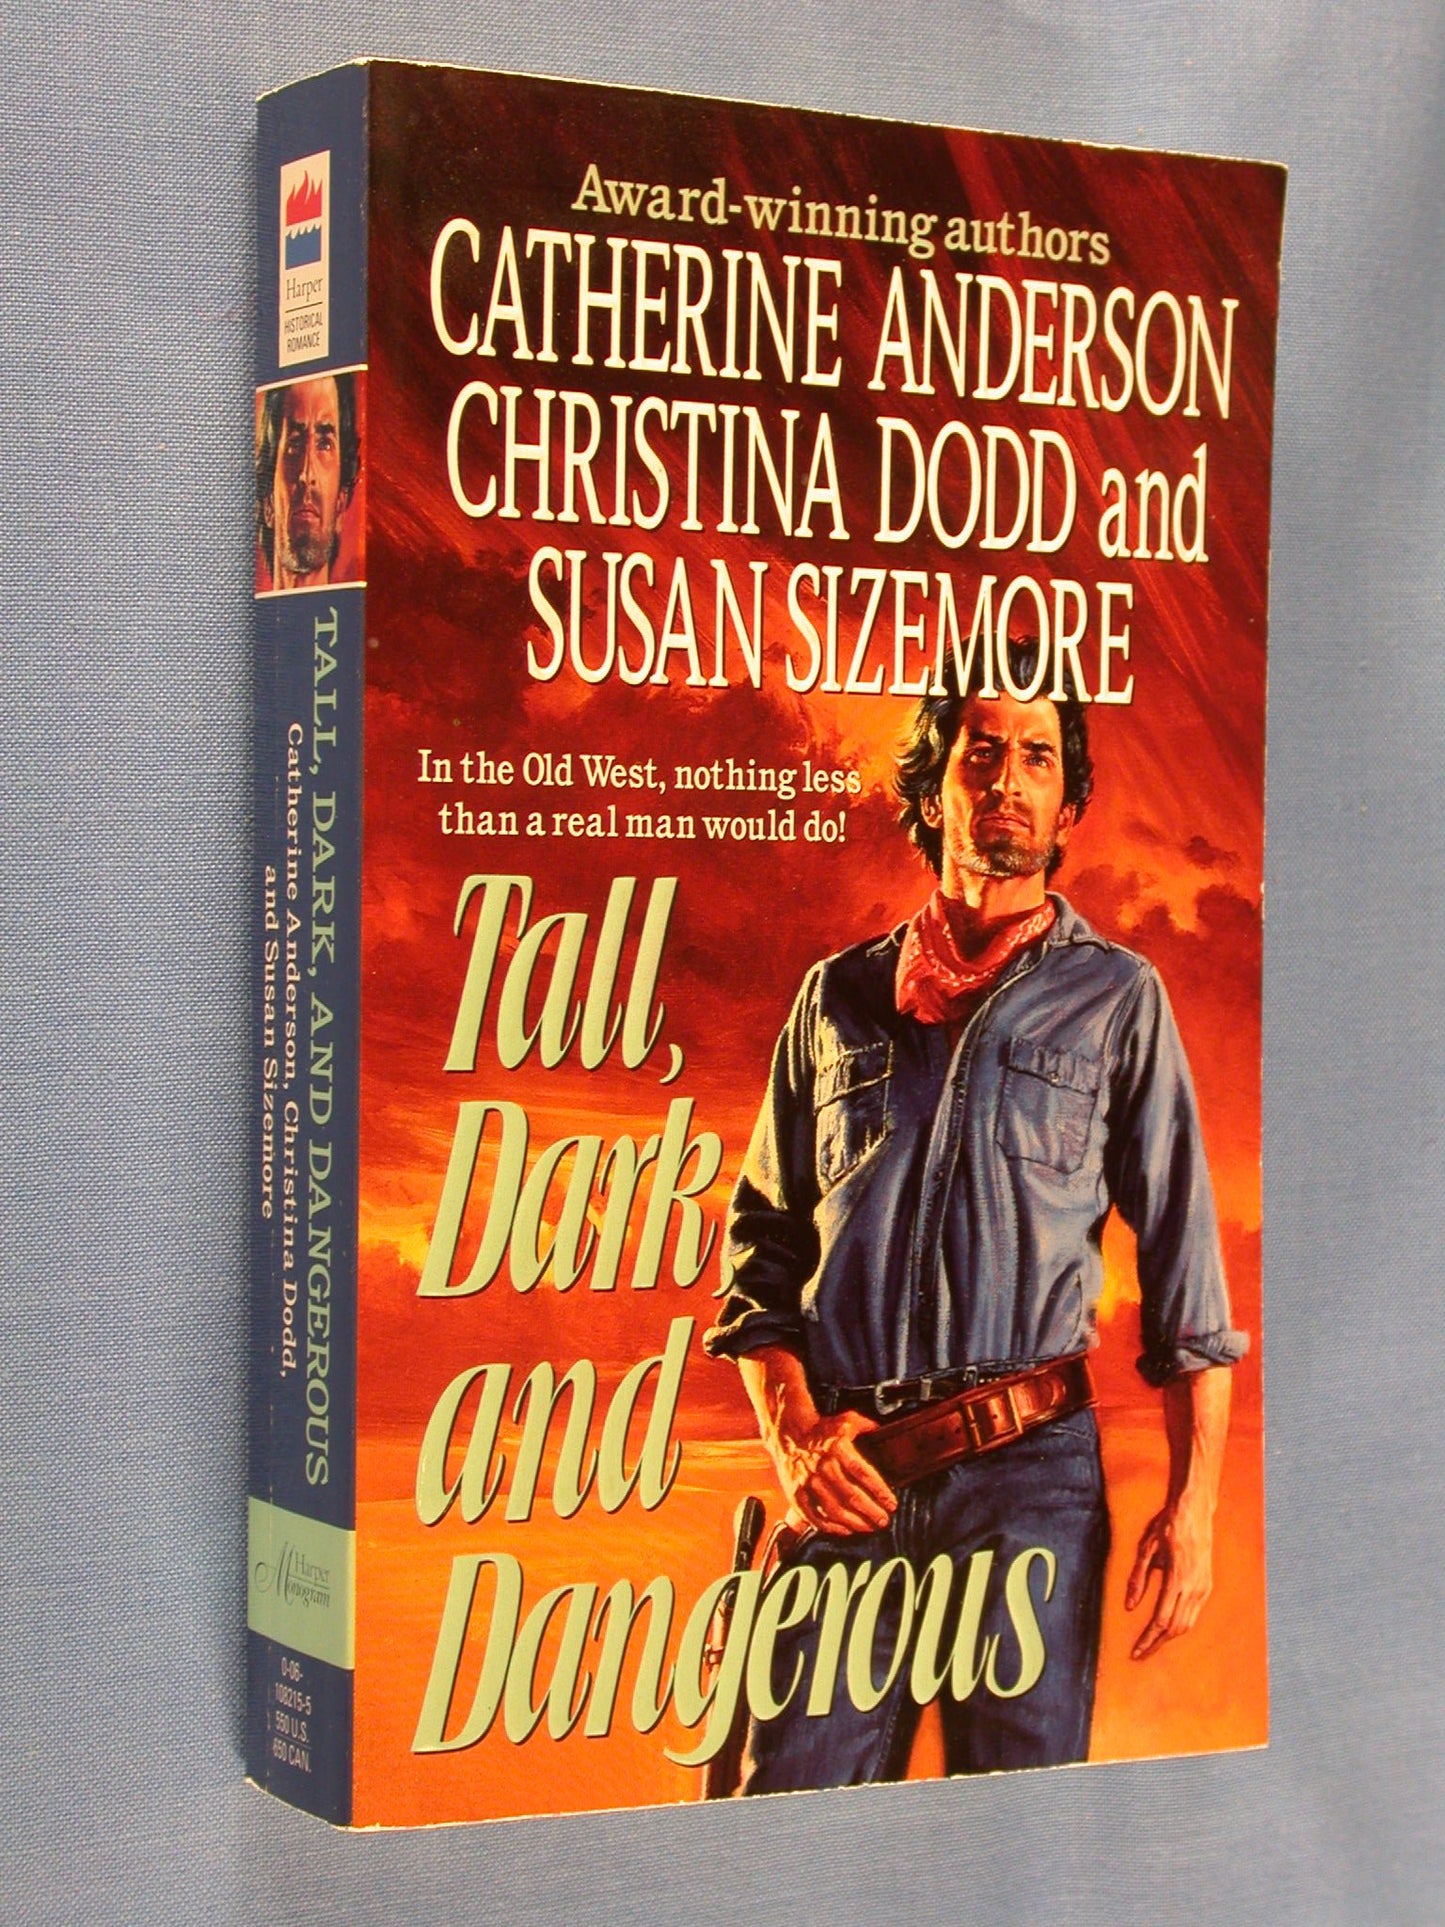 Award-winning authors
CATHERINE ANDERSON
CHRISTINA DODD and
SUSAN SIZEMORE
In the Old West, nothing less
than a real man would do!
Tall,
Dark,
and
Dangerous
Harper
HISTORICAL
ROMANCE
TALL, DARK, AND DANGEROUS
Catherine Anderson, Christina Dodd,
and Susan Sizemore
Harper
Monogram
0-06-
108215-5
550 U.S.
650 CAN.